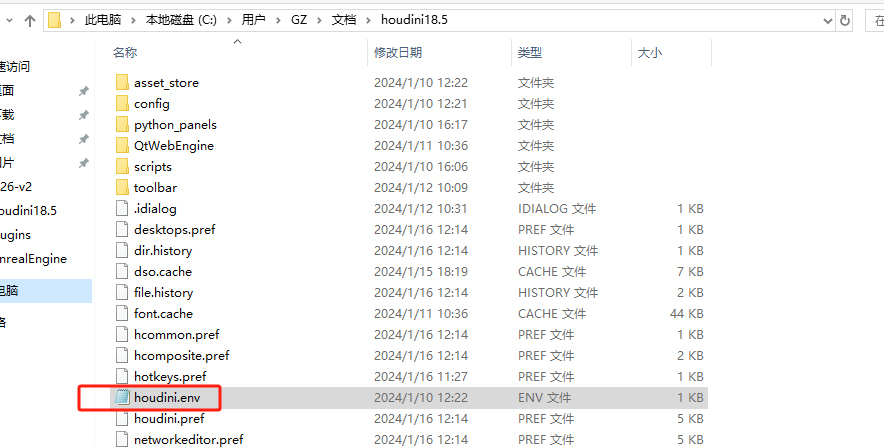 此电脑 > 本地磁盘 (C:) > 用户 > GZ > 文档 > houdini18.5
名称 修改日期 类型 大小
速访问
asset_store 2024/1/10 12:22 文件夹
config 2024/1/10 12:21 文件夹
python_panels 2024/1/10 16:17 文件夹
QtWebEngine 2024/1/11 10:36 文件夹
scripts 2024/1/10 16:06 文件夹
26-v2
toolbar 2024/1/12 10:09 文件夹
oudini18.5
.idialog 2024/1/12 10:31 IDIALOG 文件 1 KB
desktops.pref 2024/1/16 12:14 PREF 文件 1 KB
lugins
dir.history 2024/1/16 12:14 HISTORY 文件 1 KB
nrealEngine
dso.cache 2024/1/15 18:19 CACHE 文件 7 KB
电脑
file.history 2024/1/16 12:14 HISTORY 文件 2 KB
font.cache 2024/1/11 10:36 CACHE 文件 44 KB
络
hcommon.pref 2024/1/16 12:14 PREF 文件 1 KB
hcomposite.pref 2024/1/16 12:14 PREF 文件 2 KB
hotkeys.pref 2024/1/16 11:27 PREF 文件 1 KB
houdini.env 2024/1/10 12:22 ENV 文件 1 KB
houdini.pref 2024/1/16 12:14 PREF 文件 5 KB
networkeditor.pref 2024/1/16 12:14 PREF 文件 5 KB